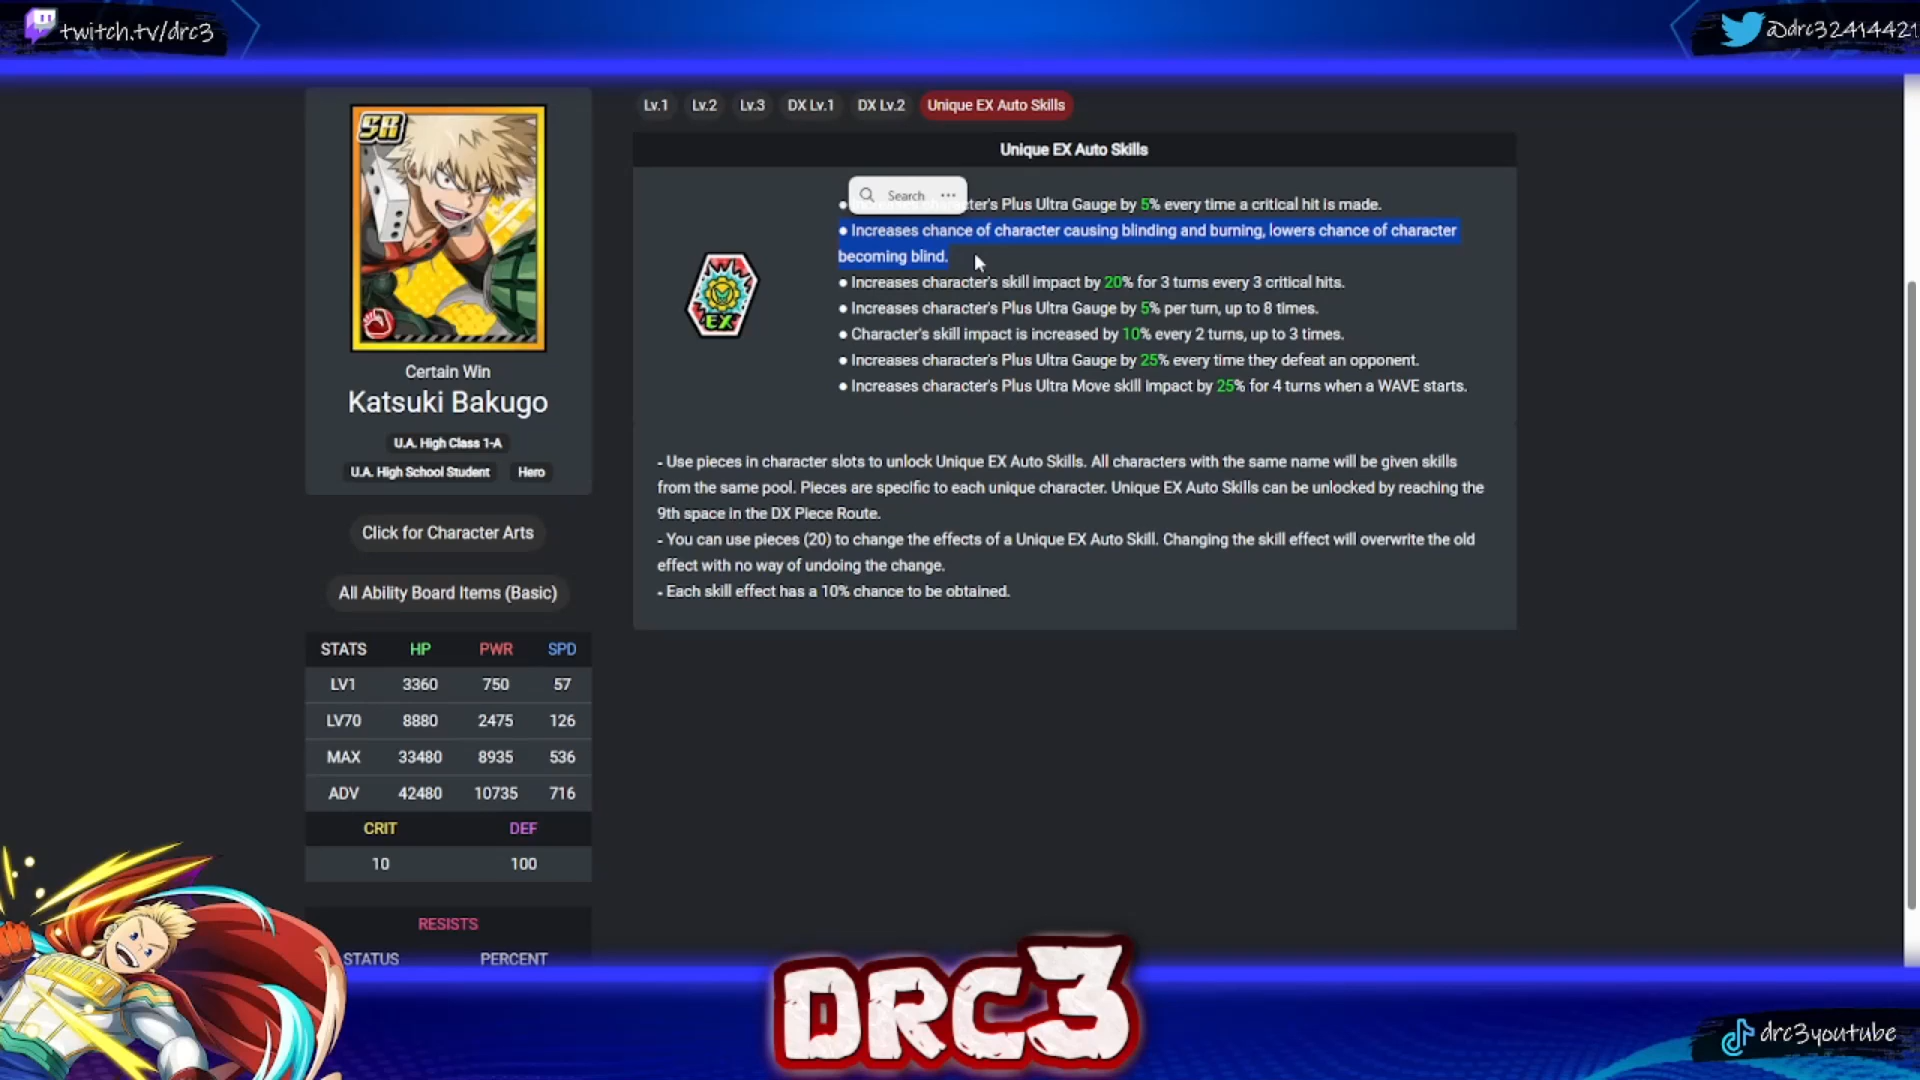 twitch.tv/drc3
@drc32414421
SR
Certain Win
Katsuki Bakugo
U.A. High Class 1-A
U.A. High School Student
Hero
Click for Character Arts
All Ability Board Items (Basic)
STATS HP PWR SPD
LV1 3360 750 57
LV70 8880 2475 126
MAX 33480 8935 536
ADV 42480 10735 716
CRIT DEF
10 100
RESISTS
STATUS PERCENT
Lv.1 Lv.2 Lv.3 DX Lv.1 DX Lv.2 Unique EX Auto Skills
Unique EX Auto Skills
Search ...
EX
● character's Plus Ultra Gauge by 5% every time a critical hit is made.
● Increases chance of character causing blinding and burning, lowers chance of character
becoming blind.
● Increases character's skill impact by 20% for 3 turns every 3 critical hits.
● Increases character's Plus Ultra Gauge by 5% per turn, up to 8 times.
● Character's skill impact is increased by 10% every 2 turns, up to 3 times.
● Increases character's Plus Ultra Gauge by 25% every time they defeat an opponent.
● Increases character's Plus Ultra Move skill impact by 25% for 4 turns when a WAVE starts.
- Use pieces in character slots to unlock Unique EX Auto Skills. All characters with the same name will be given skills
from the same pool. Pieces are specific to each unique character. Unique EX Auto Skills can be unlocked by reaching the
9th space in the DX Piece Route.
- You can use pieces (20) to change the effects of a Unique EX Auto Skill. Changing the skill effect will overwrite the old
effect with no way of undoing the change.
- Each skill effect has a 10% chance to be obtained.
DRC3
drc3youtube